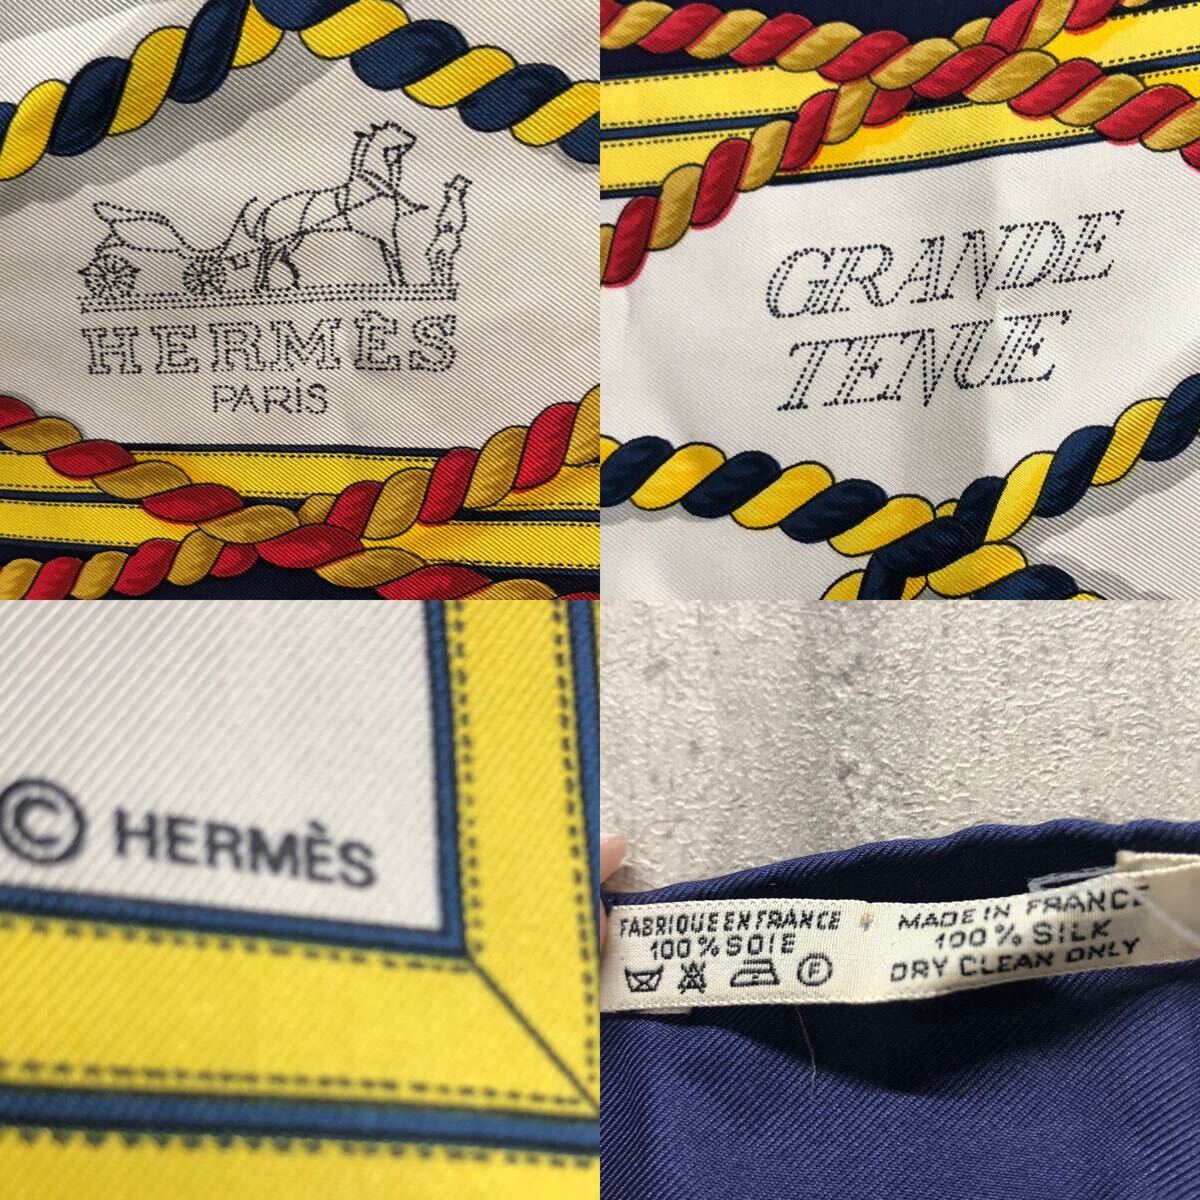 HERMÈS
PARIS
GRANDE
TENUE
© HERMÈS
FABRIQUE EN FRANCE
100% SOIE
F
MADE IN FRANCE
100% SILK
DRY CLEAN ONLY